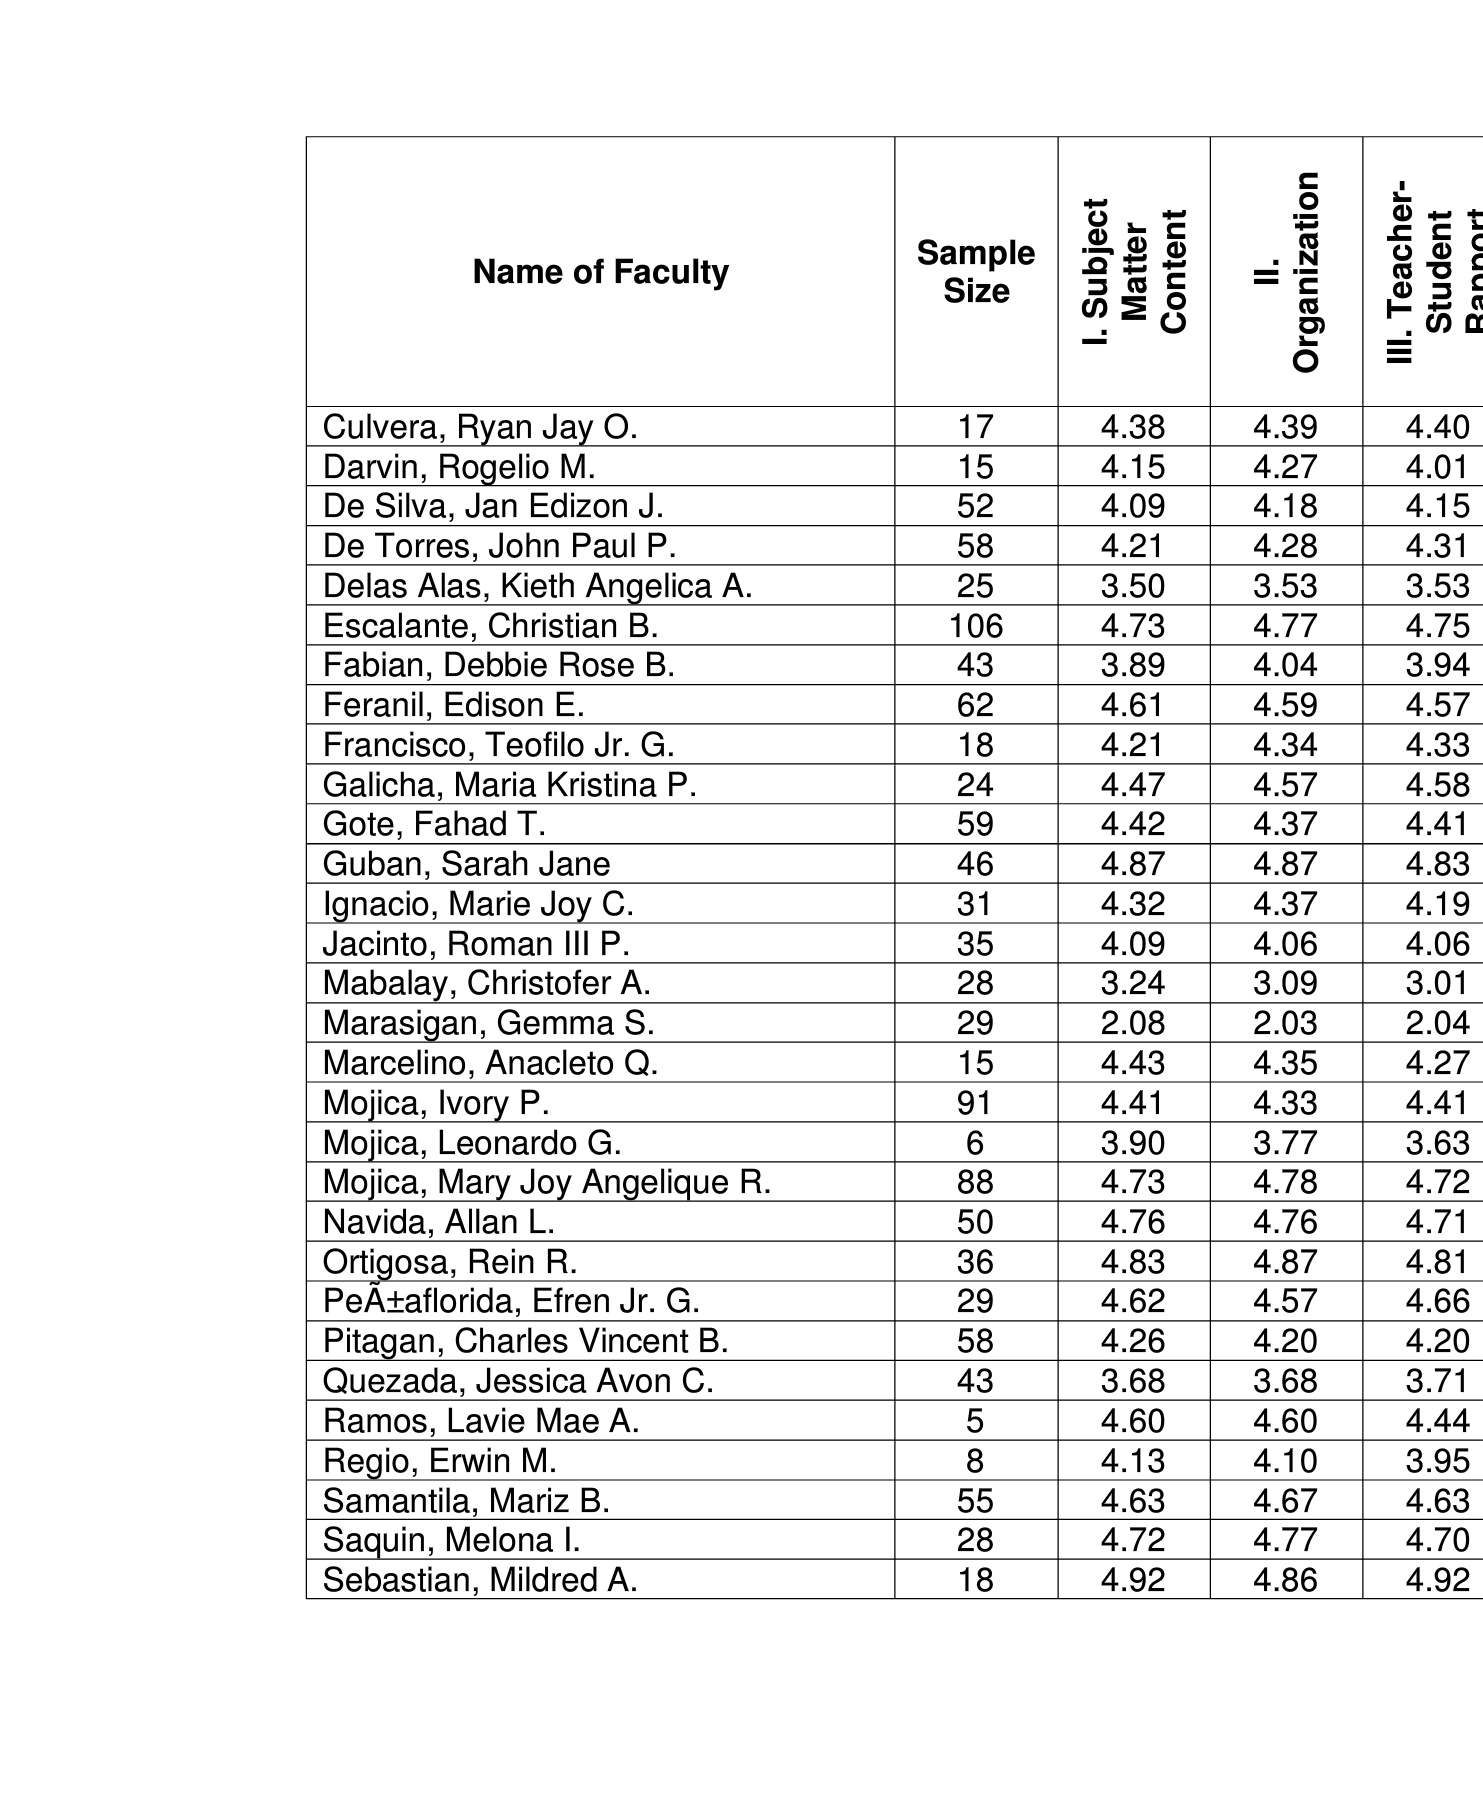 Name of Faculty
Sample
Size
I. Subject
Matter
Content
II.
Organization
III. Teacher-
Student
Rapport
Culvera, Ryan Jay O. 17 4.38 4.39 4.40
Darvin, Rogelio M. 15 4.15 4.27 4.01
De Silva, Jan Edizon J. 52 4.09 4.18 4.15
De Torres, John Paul P. 58 4.21 4.28 4.31
Delas Alas, Kieth Angelica A. 25 3.50 3.53 3.53
Escalante, Christian B. 106 4.73 4.77 4.75
Fabian, Debbie Rose B. 43 3.89 4.04 3.94
Feranil, Edison E. 62 4.61 4.59 4.57
Francisco, Teofilo Jr. G. 18 4.21 4.34 4.33
Galicha, Maria Kristina P. 24 4.47 4.57 4.58
Gote, Fahad T. 59 4.42 4.37 4.41
Guban, Sarah Jane 46 4.87 4.87 4.83
Ignacio, Marie Joy C. 31 4.32 4.37 4.19
Jacinto, Roman III P. 35 4.09 4.06 4.06
Mabalay, Christofer A. 28 3.24 3.09 3.01
Marasigan, Gemma S. 29 2.08 2.03 2.04
Marcelino, Anacleto Q. 15 4.43 4.35 4.27
Mojica, Ivory P. 91 4.41 4.33 4.41
Mojica, Leonardo G. 6 3.90 3.77 3.63
Mojica, Mary Joy Angelique R. 88 4.73 4.78 4.72
Navida, Allan L. 50 4.76 4.76 4.71
Ortigosa, Rein R. 36 4.83 4.87 4.81
PeÃ±aflorida, Efren Jr. G. 29 4.62 4.57 4.66
Pitagan, Charles Vincent B. 58 4.26 4.20 4.20
Quezada, Jessica Avon C. 43 3.68 3.68 3.71
Ramos, Lavie Mae A. 5 4.60 4.60 4.44
Regio, Erwin M. 8 4.13 4.10 3.95
Samantila, Mariz B. 55 4.63 4.67 4.63
Saquin, Melona I. 28 4.72 4.77 4.70
Sebastian, Mildred A. 18 4.92 4.86 4.92